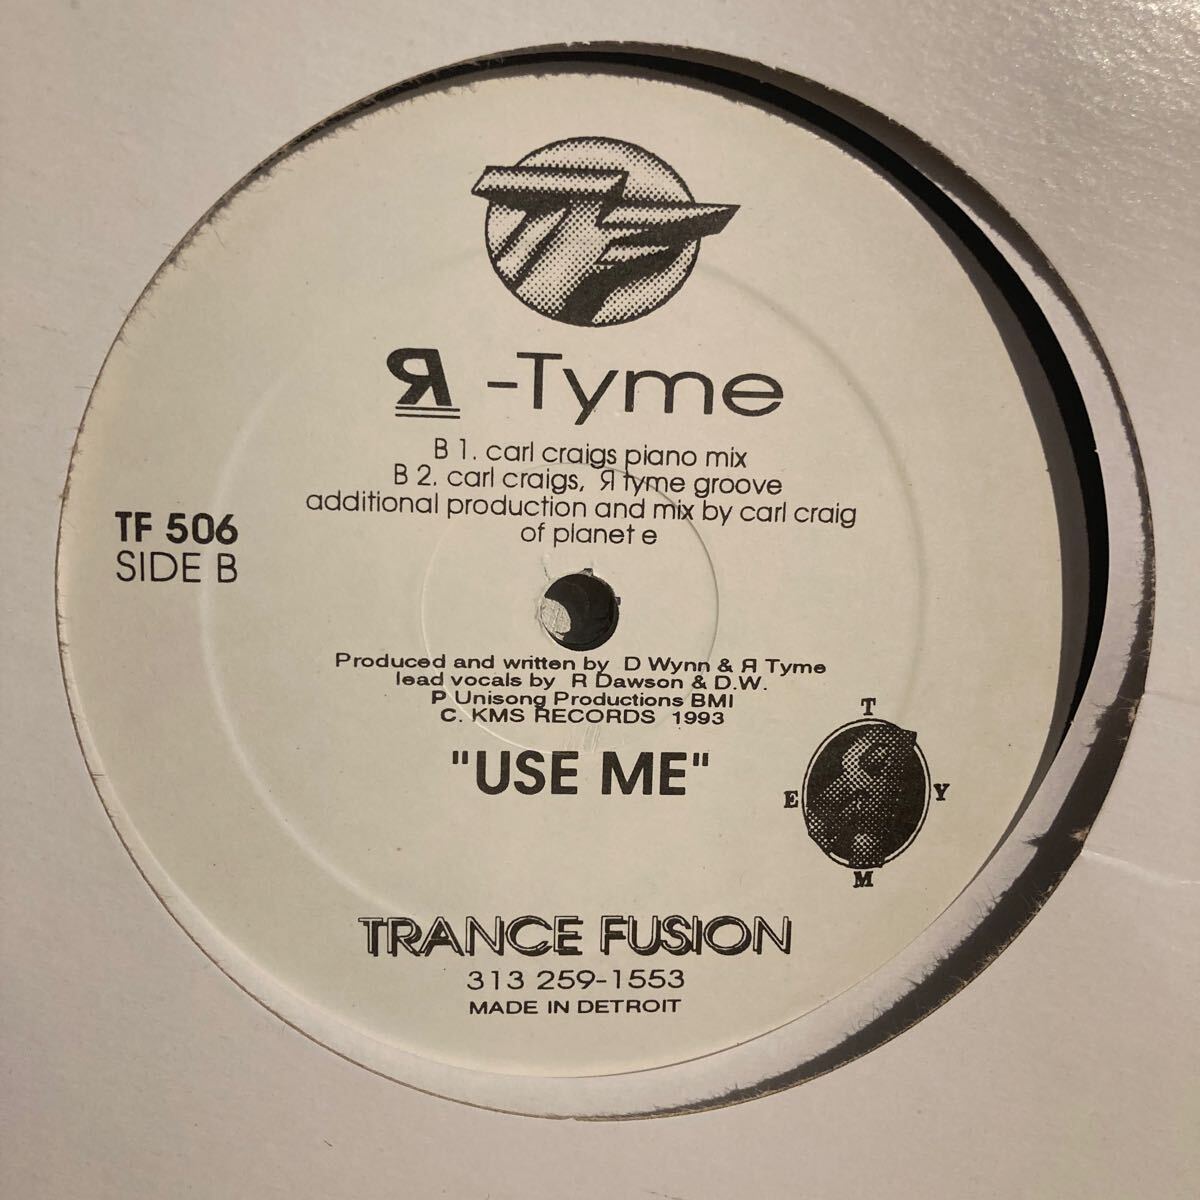 TF
Я -Tyme
B 1. carl craigs piano mix
B 2. carl craigs, Я tyme groove
additional production and mix by carl craig
of planet e
TF 506
SIDE B
Produced and written by D Wynn & Я Tyme
lead vocals by R Dawson & D.W.
P Unisong Productions BMI
C. KMS RECORDS 1993
"USE ME"
T
Y
M
E
TRANCE FUSION
313 259-1553
MADE IN DETROIT